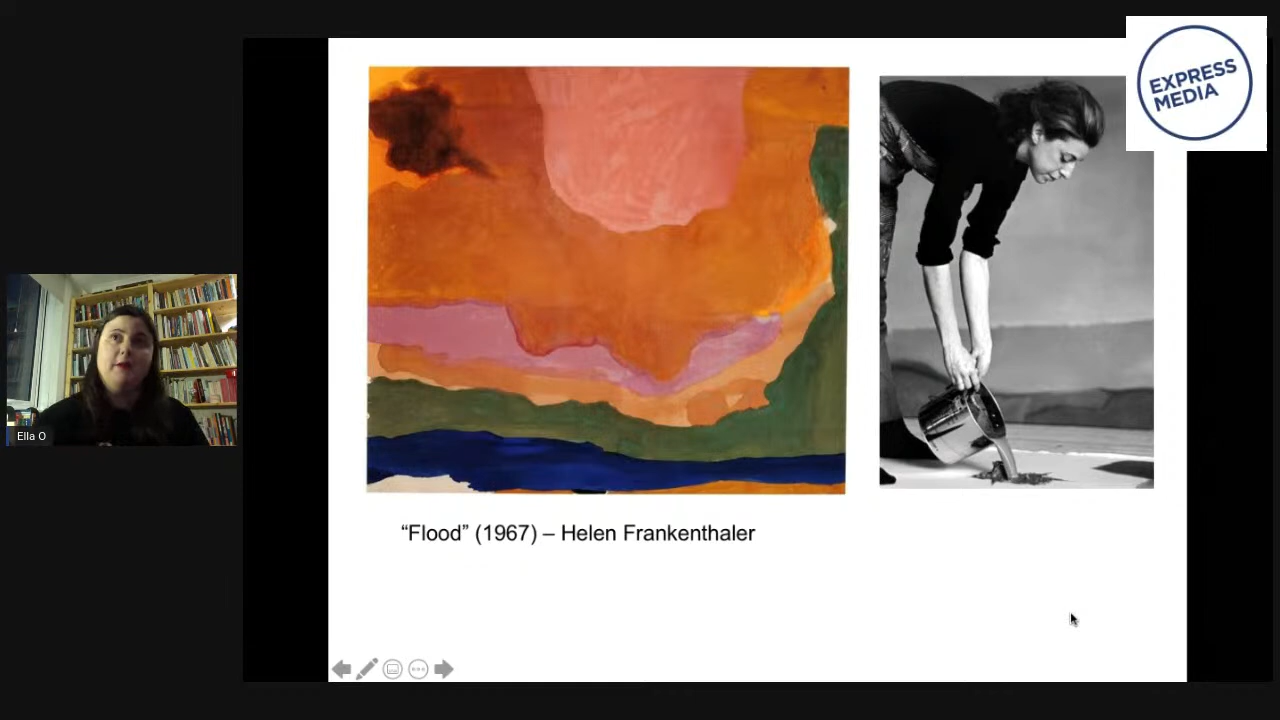 EXPRESS
MEDIA
Ella O
“Flood” (1967) – Helen Frankenthaler